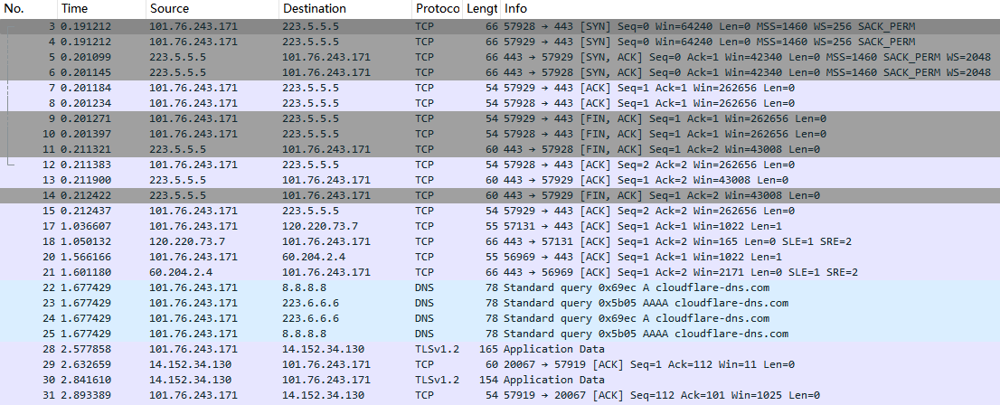 No. Time Source Destination Protoco Lengt Info
3 0.191212 101.76.243.171 223.5.5.5 TCP 66 57928 → 443 [SYN] Seq=0 Win=64240 Len=0 MSS=1460 WS=256 SACK_PERM
4 0.191212 101.76.243.171 223.5.5.5 TCP 66 57929 → 443 [SYN] Seq=0 Win=64240 Len=0 MSS=1460 WS=256 SACK_PERM
5 0.201099 223.5.5.5 101.76.243.171 TCP 66 443 → 57929 [SYN, ACK] Seq=0 Ack=1 Win=42340 Len=0 MSS=1460 SACK_PERM WS=2048
6 0.201145 223.5.5.5 101.76.243.171 TCP 66 443 → 57928 [SYN, ACK] Seq=0 Ack=1 Win=42340 Len=0 MSS=1460 SACK_PERM WS=2048
7 0.201184 101.76.243.171 223.5.5.5 TCP 54 57929 → 443 [ACK] Seq=1 Ack=1 Win=262656 Len=0
8 0.201234 101.76.243.171 223.5.5.5 TCP 54 57928 → 443 [ACK] Seq=1 Ack=1 Win=262656 Len=0
9 0.201271 101.76.243.171 223.5.5.5 TCP 54 57929 → 443 [FIN, ACK] Seq=1 Ack=1 Win=262656 Len=0
10 0.201397 101.76.243.171 223.5.5.5 TCP 54 57928 → 443 [FIN, ACK] Seq=1 Ack=1 Win=262656 Len=0
11 0.211321 223.5.5.5 101.76.243.171 TCP 60 443 → 57928 [FIN, ACK] Seq=1 Ack=2 Win=43008 Len=0
12 0.211383 101.76.243.171 223.5.5.5 TCP 54 57928 → 443 [ACK] Seq=2 Ack=2 Win=262656 Len=0
13 0.211900 223.5.5.5 101.76.243.171 TCP 60 443 → 57929 [ACK] Seq=1 Ack=2 Win=43008 Len=0
14 0.212422 223.5.5.5 101.76.243.171 TCP 60 443 → 57929 [FIN, ACK] Seq=1 Ack=2 Win=43008 Len=0
15 0.212437 101.76.243.171 223.5.5.5 TCP 54 57929 → 443 [ACK] Seq=2 Ack=2 Win=262656 Len=0
17 1.036607 101.76.243.171 120.220.73.7 TCP 55 57131 → 443 [ACK] Seq=1 Ack=1 Win=1022 Len=1
18 1.050132 120.220.73.7 101.76.243.171 TCP 66 443 → 57131 [ACK] Seq=1 Ack=2 Win=165 Len=0 SLE=1 SRE=2
20 1.566166 101.76.243.171 60.204.2.4 TCP 55 56969 → 443 [ACK] Seq=1 Ack=1 Win=1022 Len=1
21 1.601180 60.204.2.4 101.76.243.171 TCP 66 443 → 56969 [ACK] Seq=1 Ack=2 Win=2171 Len=0 SLE=1 SRE=2
22 1.677429 101.76.243.171 8.8.8.8 DNS 78 Standard query 0x69ec A cloudflare-dns.com
23 1.677429 101.76.243.171 223.6.6.6 DNS 78 Standard query 0x5b05 AAAA cloudflare-dns.com
24 1.677429 101.76.243.171 223.6.6.6 DNS 78 Standard query 0x69ec A cloudflare-dns.com
25 1.677429 101.76.243.171 8.8.8.8 DNS 78 Standard query 0x5b05 AAAA cloudflare-dns.com
28 2.577858 101.76.243.171 14.152.34.130 TLSv1.2 165 Application Data
29 2.632659 14.152.34.130 101.76.243.171 TCP 60 20067 → 57919 [ACK] Seq=1 Ack=112 Win=11 Len=0
30 2.841610 14.152.34.130 101.76.243.171 TLSv1.2 154 Application Data
31 2.893389 101.76.243.171 14.152.34.130 TCP 54 57919 → 20067 [ACK] Seq=112 Ack=101 Win=1025 Len=0